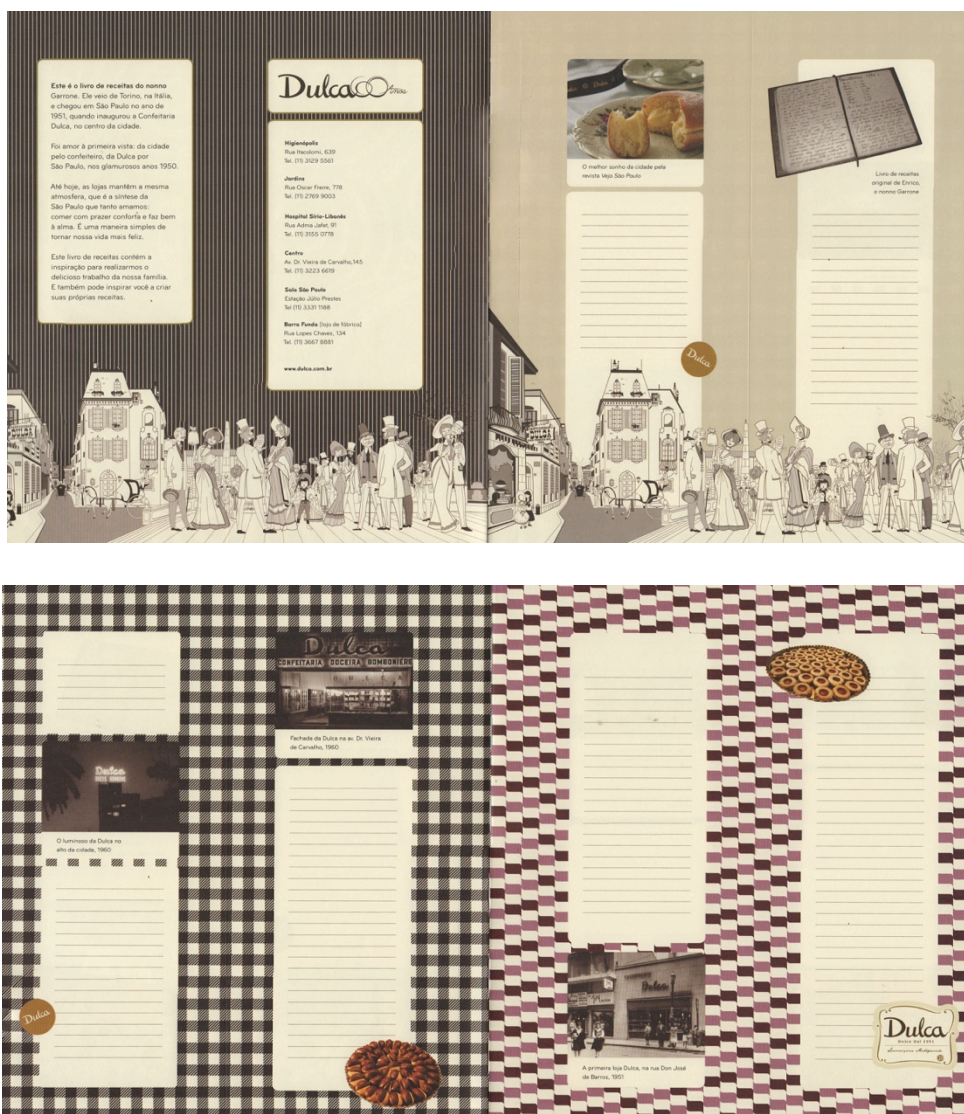 Este é o livro de receitas do nonno
Garrone. Ele veio de Torino, na Itália,
e chegou em São Paulo no ano de
1951, quando inaugurou a Confeitaria
Dulca, no centro da cidade.
Foi amor à primeira vista: da cidade
pelo confeiteiro, da Dulca por
São Paulo, nos glamurosos anos 1950.
Até hoje, as lojas mantêm a mesma
atmosfera, que é a síntese da
São Paulo que tanto amamos:
comer com prazer conforta e faz bem
à alma. É uma maneira simples de
tornar nossa vida mais feliz.
Este livro de receitas contém a
inspiração para realizarmos o
delicioso trabalho da nossa família.
E também pode inspirar você a criar
suas próprias receitas.
Dulca
Higienópolis
Rua Itacolomi, 639
Tel. (11) 3129 5561
Jardins
Rua Oscar Freire, 778
Tel. (11) 2769 9003
Hospital Sírio-Libanês
Rua Adma Jafet, 91
Tel. (11) 3155 0778
Centro
Av. Dr. Vieira de Carvalho,145
Tel. (11) 3223 6619
Sala São Paulo
Estação Júlio Prestes
Tel (11) 3331 1188
Barra Funda [loja de fábrica]
Rua Lopes Chaves, 134
Tel. (11) 3667 8881
www.dulca.com.br
O melhor sonho da cidade pela
revista Veja São Paulo
Dulca
Livro de receitas
original de Enrico,
o nonno Garrone
Dulca
O luminoso da Dulca no
alto da cidade, 1960
Dulca
Dulca
CONFEITARIA DOCEIRA BOMBONIERE
DULCA
Fachada da Dulca na av. Dr. Vieira
de Carvalho, 1960
Dulca
A primeira loja Dulca, na rua Don José
de Barros, 1951
Dulca
Dolce Dal 1951